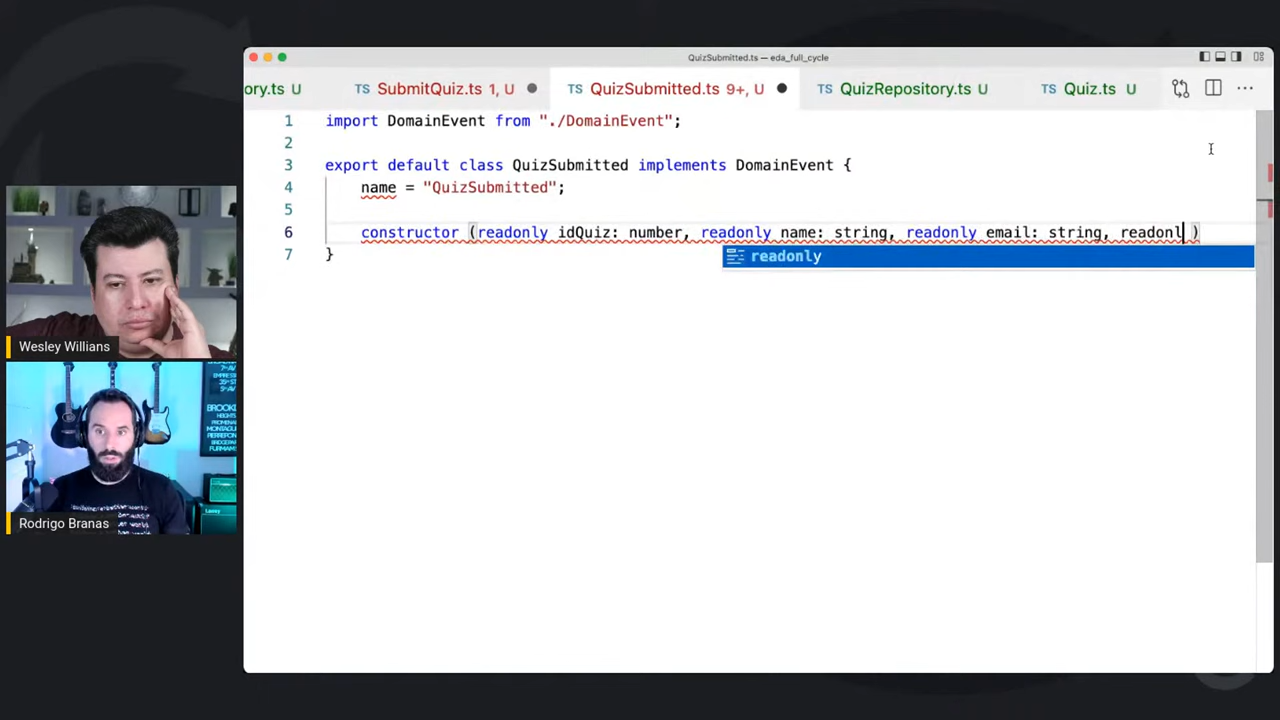 QuizSubmitted.ts — eda_full_cycle
ory.ts U
TS SubmitQuiz.ts 1, U
TS QuizSubmitted.ts 9+, U
TS QuizRepository.ts U
TS Quiz.ts U
1 import DomainEvent from "./DomainEvent";
2
3 export default class QuizSubmitted implements DomainEvent {
4 name = "QuizSubmitted";
5
6 constructor (readonly idQuiz: number, readonly name: string, readonly email: string, readonl )
readonly
7 }
Wesley Willians
BROOKL
HEIGHTS
Rodrigo Branas